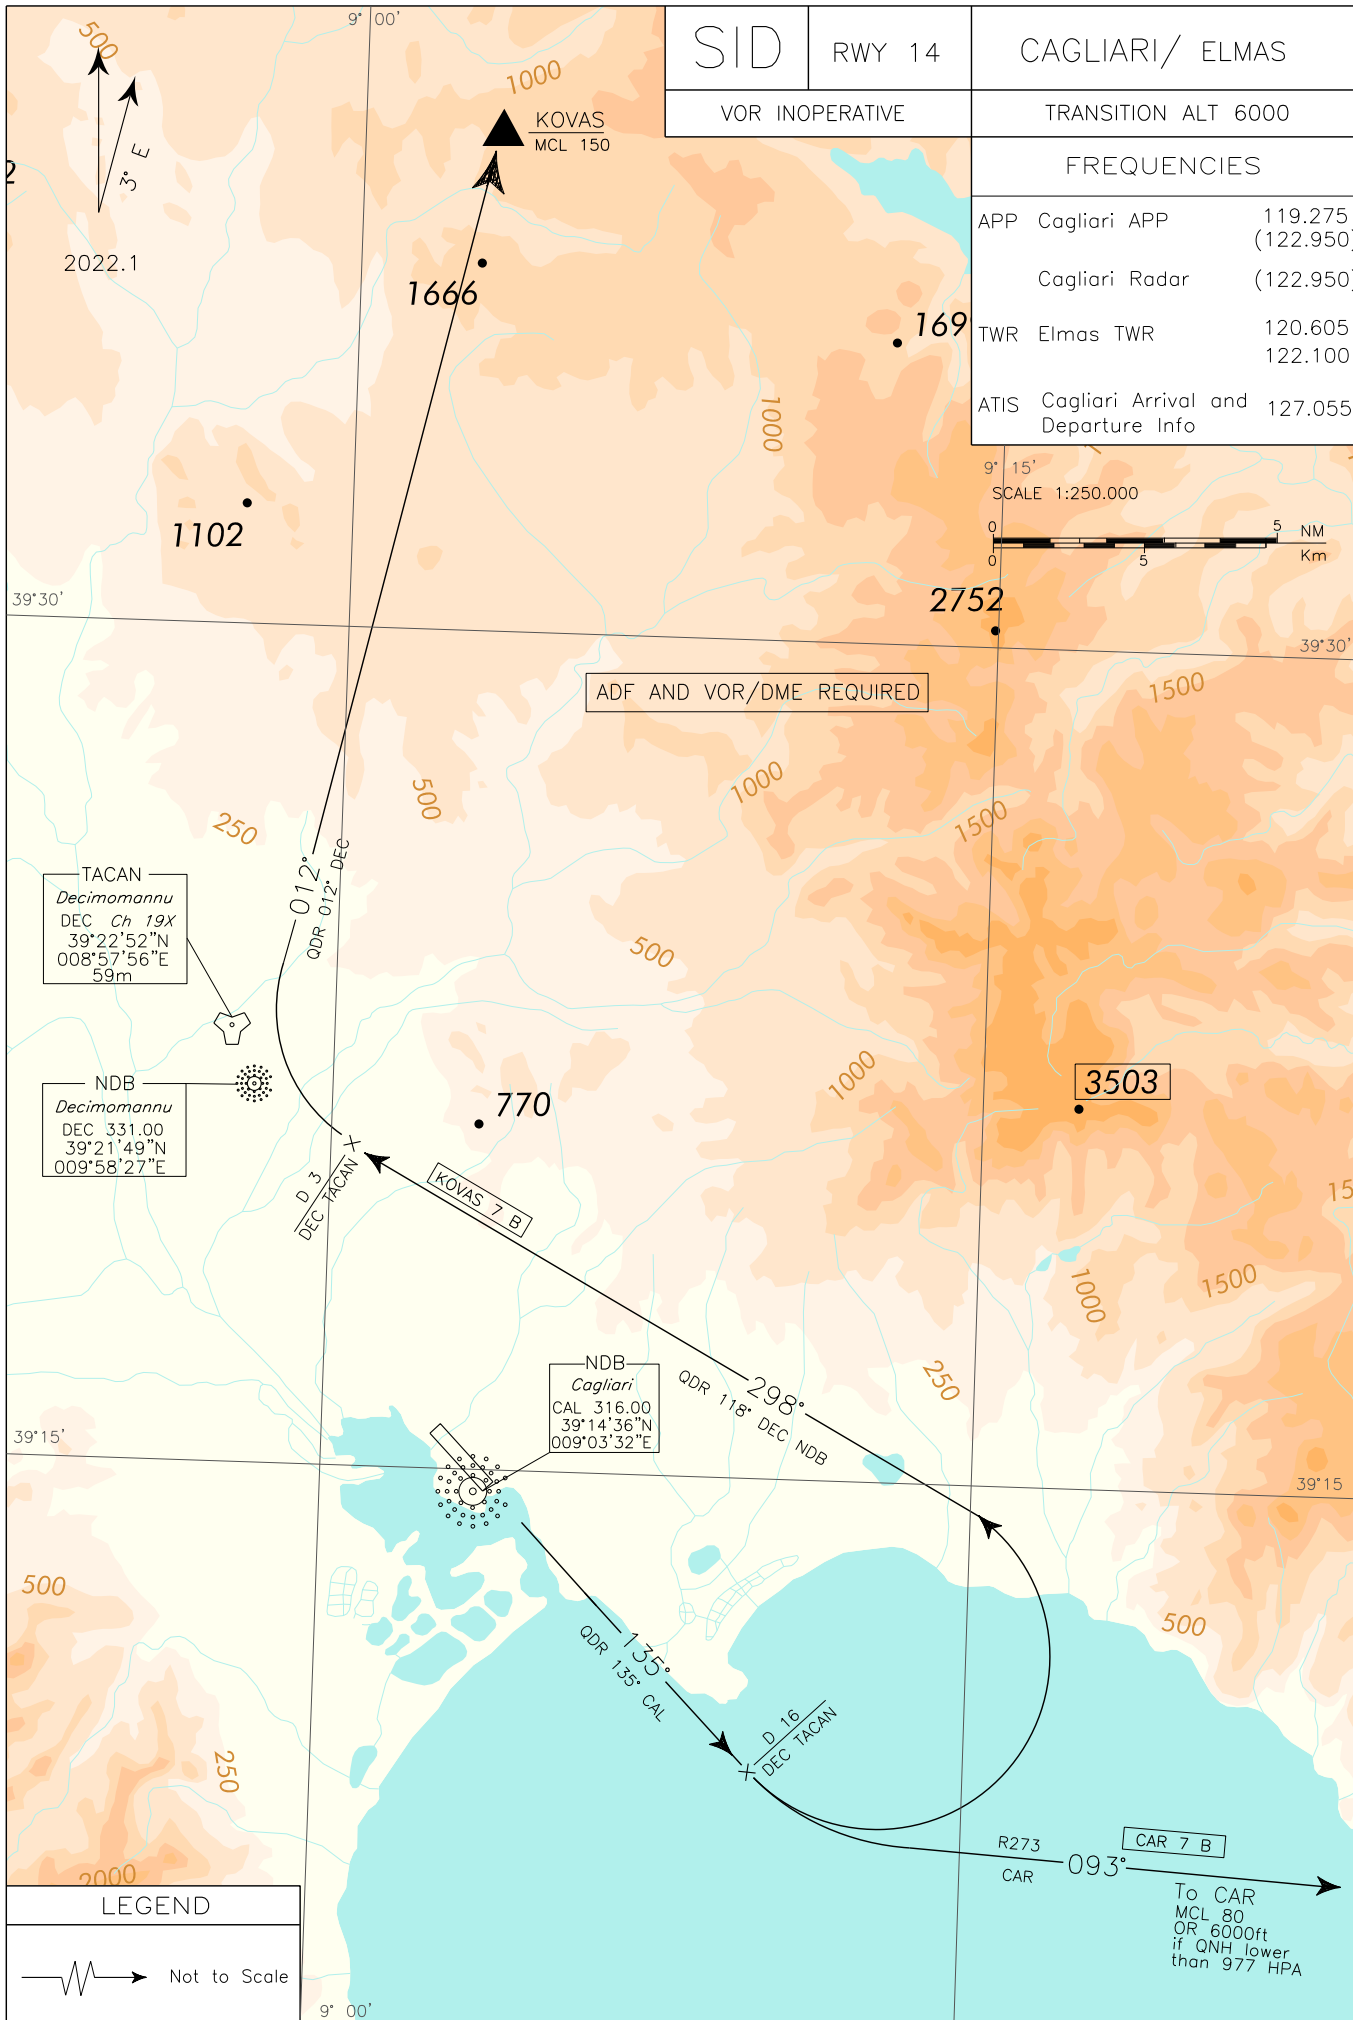 SID
RWY 14
CAGLIARI/ ELMAS
VOR INOPERATIVE
TRANSITION ALT 6000
FREQUENCIES
APP Cagliari APP 119.275
(122.950)
Cagliari Radar (122.950)
TWR Elmas TWR 120.605
122.100
ATIS Cagliari Arrival and 127.055
Departure Info
9° 00'
500
1000
3° E
2022.1
2
KOVAS
MCL 150
1666
169
1000
1102
9° 15'
SCALE 1:250.000
0 5 NM
0 5 Km
39°30'
2752
39°30'
ADF AND VOR/DME REQUIRED
1500
1000
500
250
1500
012°
QDR 012° DEC
TACAN
Decimomannu
DEC Ch 19X
39°22'52"N
008°57'56"E
59m
500
NDB
Decimomannu
DEC 331.00
39°21'49"N
009°58'27"E
770
1000
3503
D 3
DEC TACAN
KOVAS 7 B
15
1000
1500
250
298°
QDR 118° DEC NDB
NDB
Cagliari
CAL 316.00
39°14'36"N
009°03'32"E
39°15'
39°15
500
135°
QDR 135° CAL
500
D 16
DEC TACAN
250
2000
R273
CAR
093°
CAR 7 B
To CAR
MCL 80
OR 6000ft
if QNH lower
than 977 HPA
LEGEND
Not to Scale
9° 00'